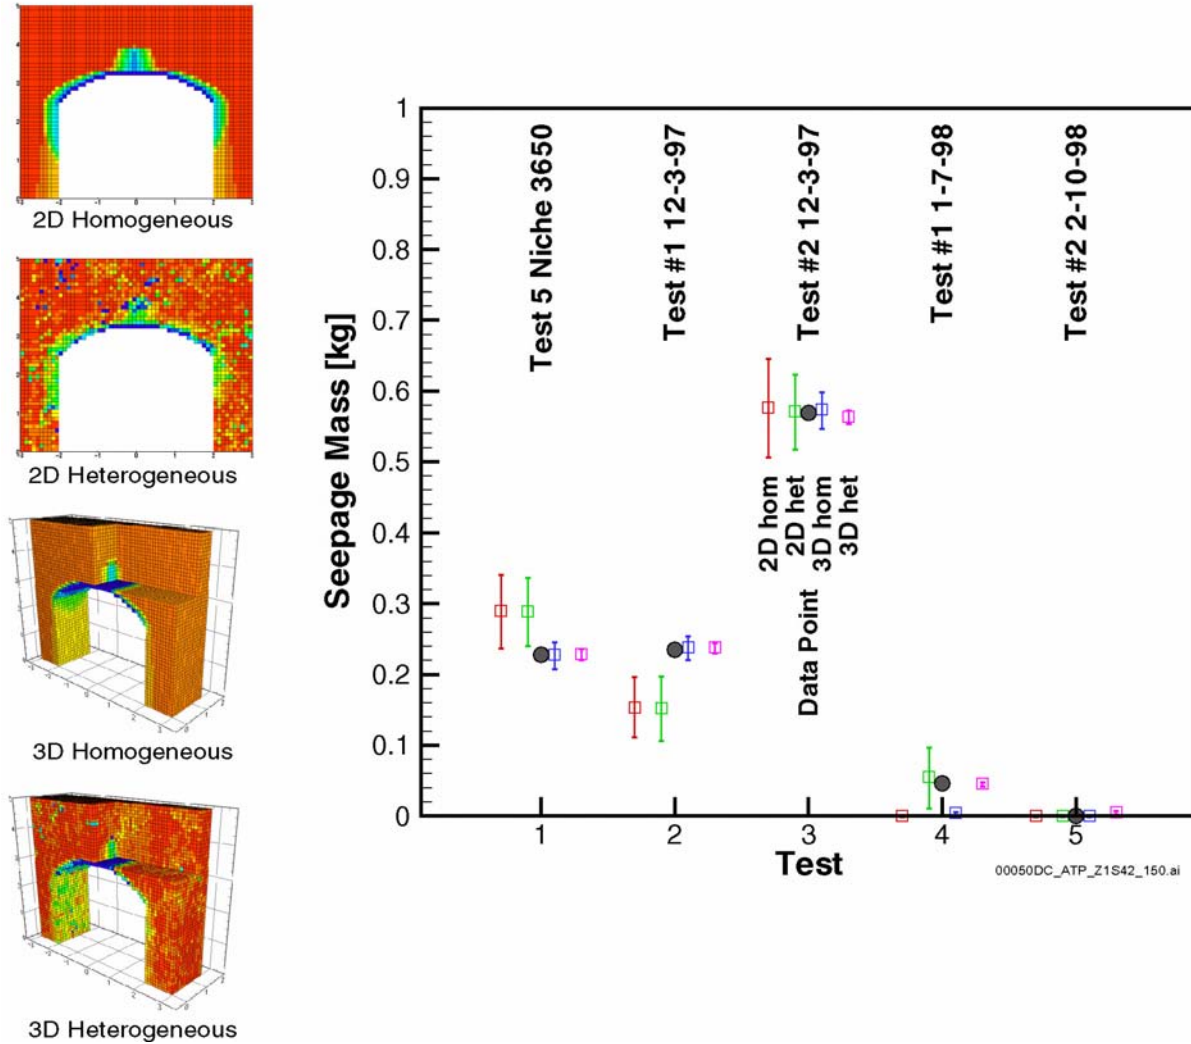 2D Homogeneous
2D Heterogeneous
3D Homogeneous
3D Heterogeneous
Seepage Mass [kg]
1
0.9
0.8
0.7
0.6
0.5
0.4
0.3
0.2
0.1
0
Test 5 Niche 3650
Test #1 12-3-97
Test #2 12-3-97
Test #1 1-7-98
Test #2 2-10-98
2D hom
2D het
Data Point
3D hom
3D het
1
2
3
4
5
Test
00050DC_ATP_Z1S42_150.ai